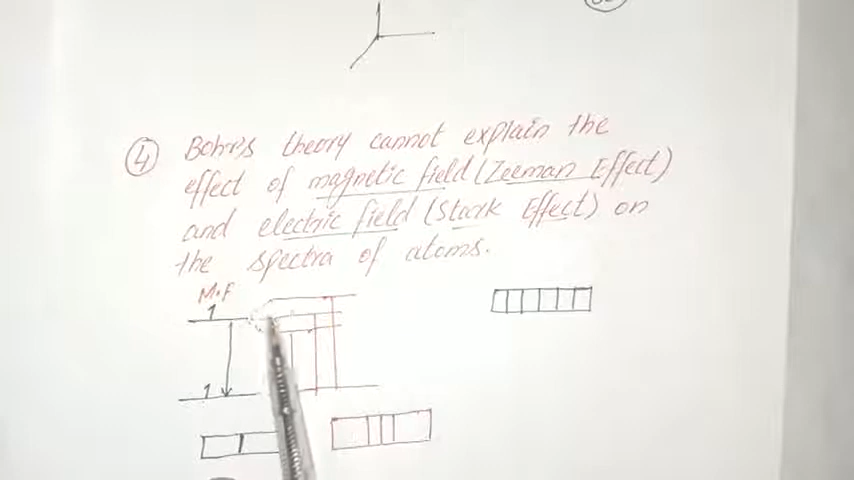 ④ Bohr's theory cannot explain the
effect of magnetic field (Zeeman Effect)
and electric field (Stark Effect) on
the spectra of atoms.
M.F
1
1